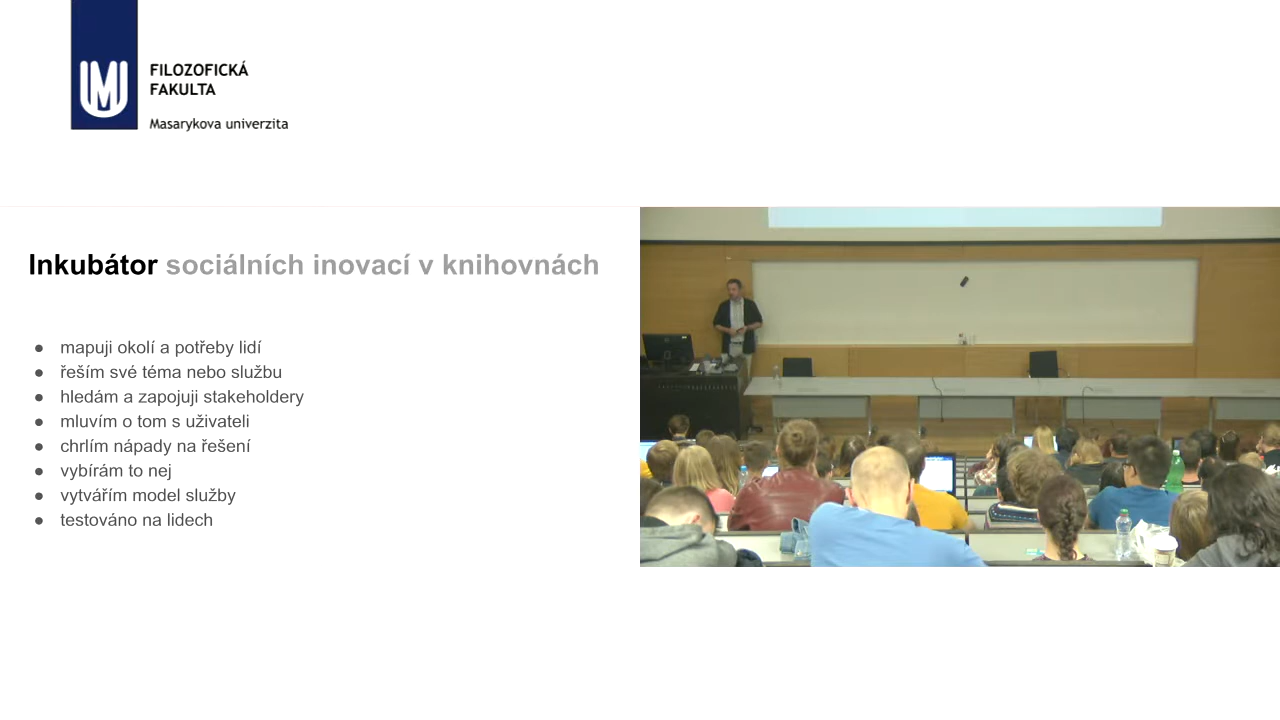 FILOZOFICKÁ
FAKULTA
Masarykova univerzita
Inkubátor sociálních inovací v knihovnách
● mapuji okolí a potřeby lidí
● řeším své téma nebo službu
● hledám a zapojuji stakeholdery
● mluvím o tom s uživateli
● chrlím nápady na řešení
● vybírám to nej
● vytvářím model služby
● testováno na lidech